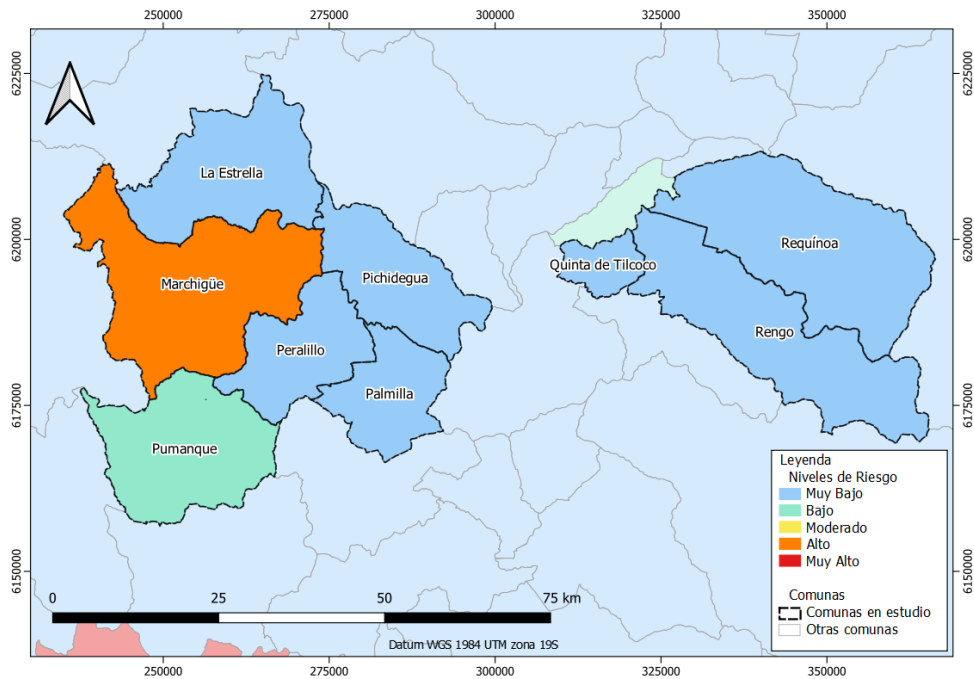 250000 275000 300000 325000 350000
6225000 6225000
La Estrella
6200000 6200000
Requínoa
Quinta de Tilcoco
Pichidegua
Marchigüe
Rengo
Peralillo
Palmilla
6175000 6175000
Pumanque
Leyenda
Niveles de Riesgo
Muy Bajo
Bajo
Moderado
Alto
Muy Alto
Comunas
Comunas en estudio
Otras comunas
6150000 6150000
0 25 50 75 km
Datum WGS 1984 UTM zona 19S
250000 275000 300000 325000 350000